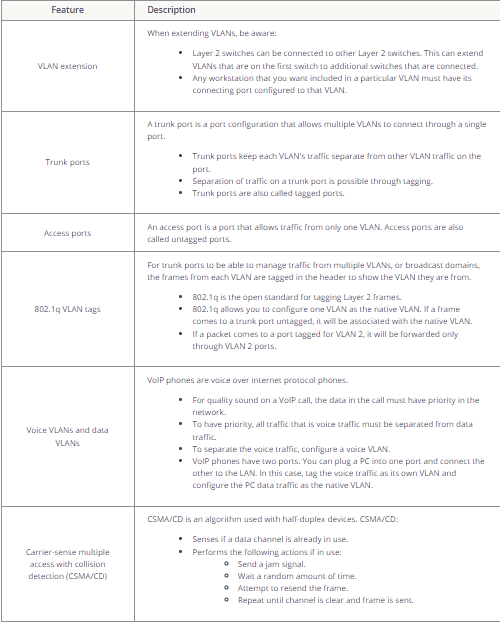 Feature
Description
VLAN extension
When extending VLANs, be aware:
• Layer 2 switches can be connected to other Layer 2 switches. This can extend
VLANs that are on the first switch to additional switches that are connected.
• Any workstation that you want included in a particular VLAN must have its
connecting port configured to that VLAN.
Trunk ports
A trunk port is a port configuration that allows multiple VLANs to connect through a single
port.
• Trunk ports keep each VLAN's traffic separate from other VLAN traffic on the
port.
• Separation of traffic on a trunk port is possible through tagging.
• Trunk ports are also called tagged ports.
Access ports
An access port is a port that allows traffic from only one VLAN. Access ports are also
called untagged ports.
802.1q VLAN tags
For trunk ports to be able to manage traffic from multiple VLANs, or broadcast domains,
the frames from each VLAN are tagged in the header to show the VLAN they are from.
• 802.1q is the open standard for tagging Layer 2 frames.
• 802.1q allows you to configure one VLAN as the native VLAN. If a frame
comes to a trunk port untagged, it will be associated with the native VLAN.
• If a packet comes to a port tagged for VLAN 2, it will be forwarded only
through VLAN 2 ports.
Voice VLANs and data
VLANs
VoIP phones are voice over internet protocol phones.
• For quality sound on a VoIP call, the data in the call must have priority in the
network.
• To have priority, all traffic that is voice traffic must be separated from data
traffic.
• To separate the voice traffic, configure a voice VLAN.
• VoIP phones have two ports. You can plug a PC into one port and connect the
other to the LAN. In this case, tag the voice traffic as its own VLAN and
configure the PC data traffic as the native VLAN.
Carrier-sense multiple
access with collision
detection (CSMA/CD)
CSMA/CD is an algorithm used with half-duplex devices. CSMA/CD:
• Senses if a data channel is already in use.
• Performs the following actions if in use:
o Send a jam signal.
o Wait a random amount of time.
o Attempt to resend the frame.
o Repeat until channel is clear and frame is sent.